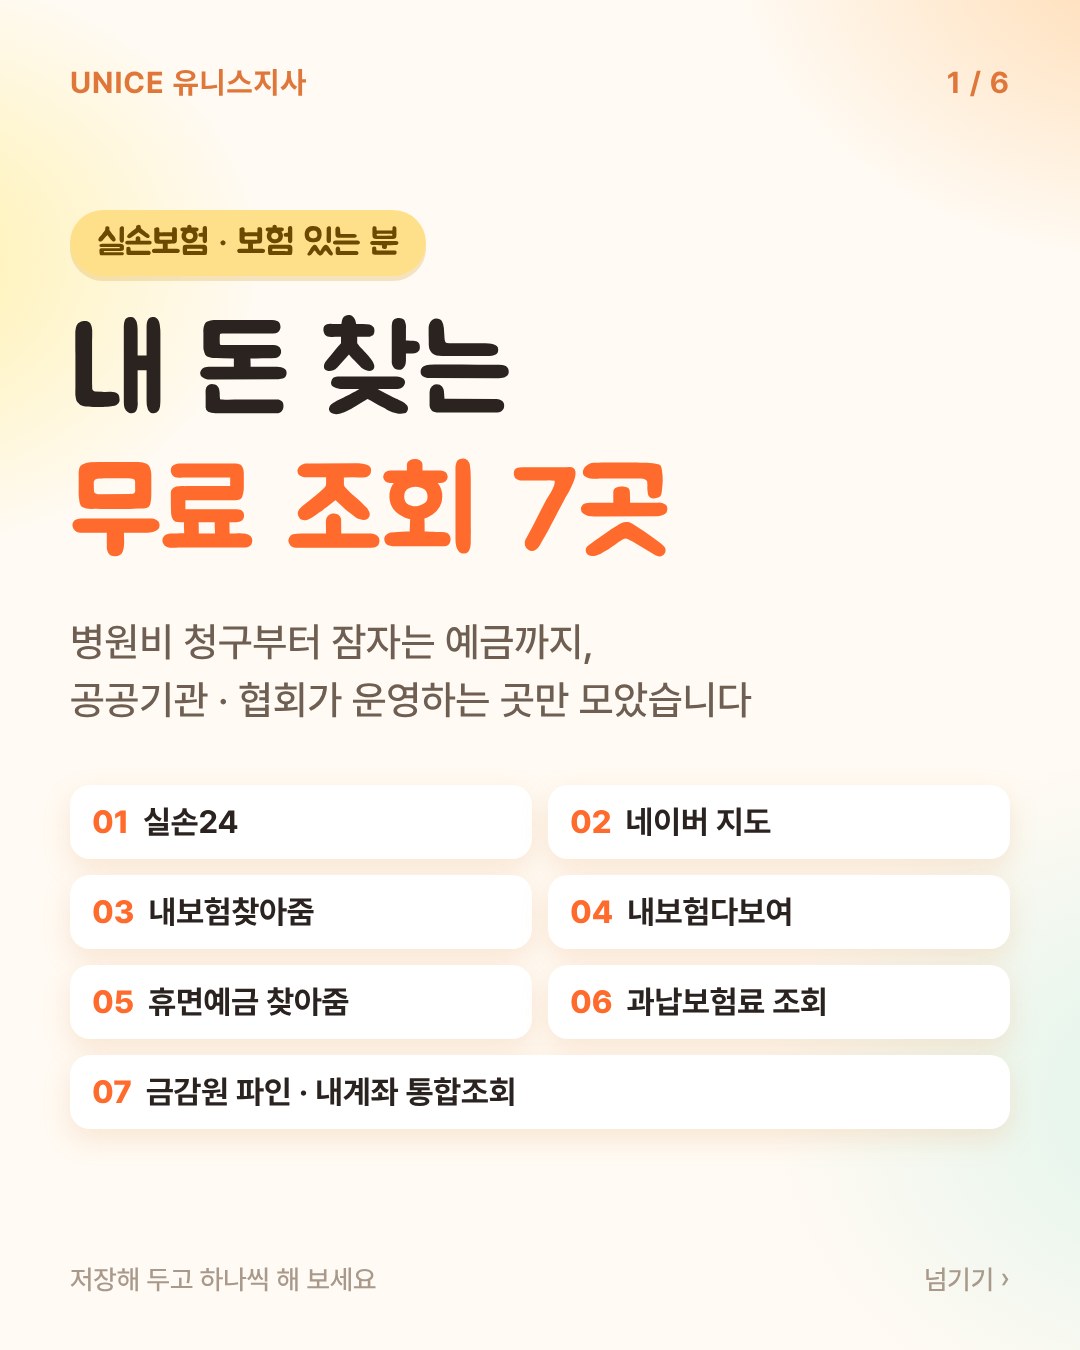 UNICE 유니스지사
1 / 6
실손보험 · 보험 있는 분
내 돈 찾는
무료 조회 7곳
병원비 청구부터 잠자는 예금까지,
공공기관 · 협회가 운영하는 곳만 모았습니다
01 실손24
02 네이버 지도
03 내보험찾아줌
04 내보험다보여
05 휴면예금 찾아줌
06 과납보험료 조회
07 금감원 파인 · 내계좌 통합조회
저장해 두고 하나씩 해 보세요
넘기기 ›